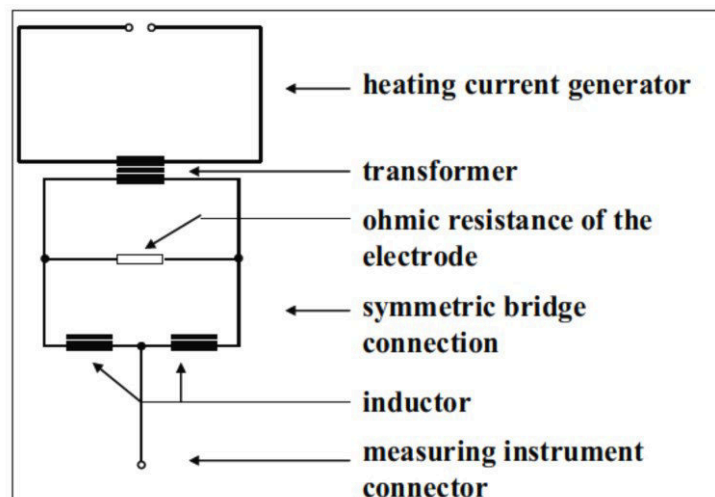 heating current generator
transformer
ohmic resistance of the
electrode
symmetric bridge
connection
inductor
measuring instrument
connector